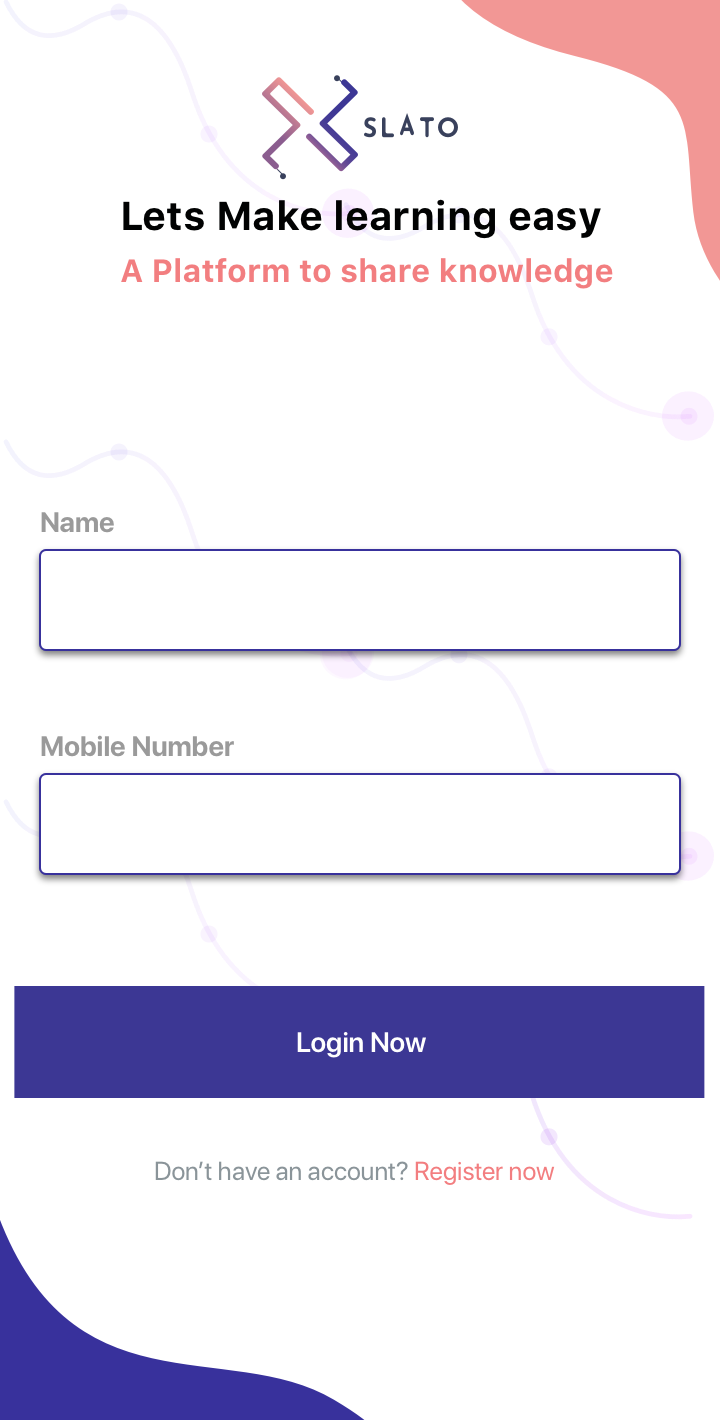 SLATO
Lets Make learning easy
A Platform to share knowledge
Name
Mobile Number
Login Now
Don’t have an account? Register now